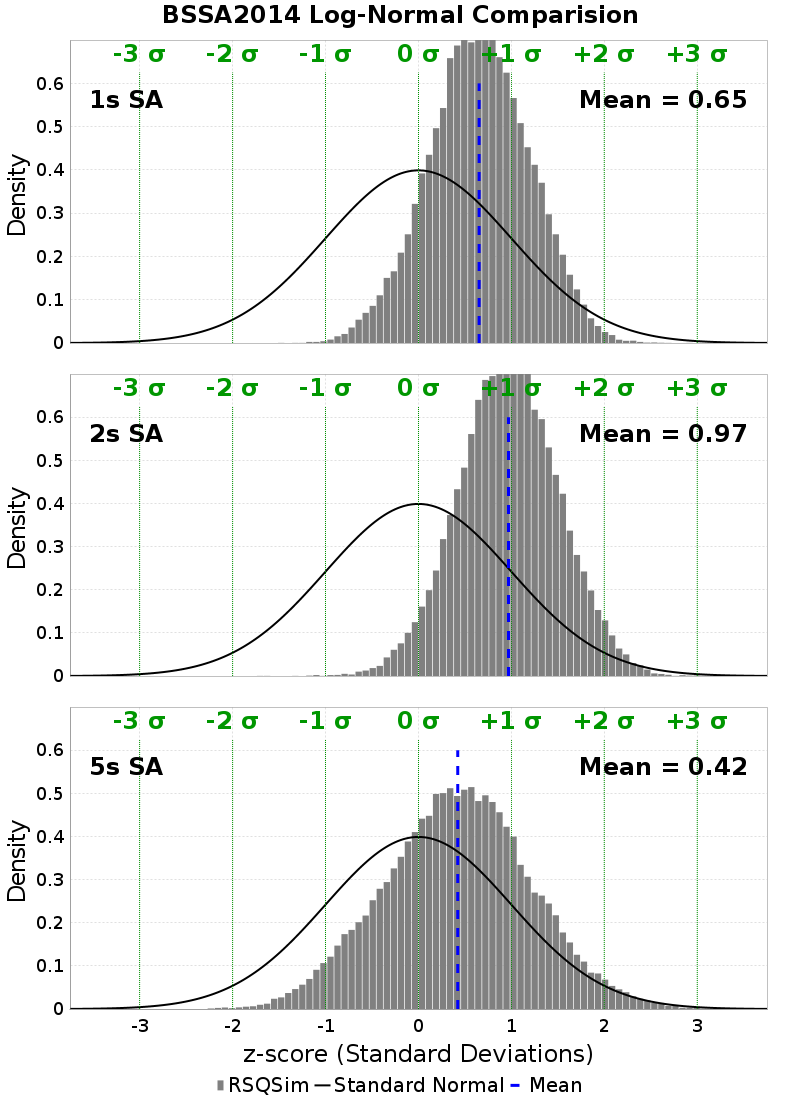 BSSA2014 Log-Normal Comparision
-3 σ -2 σ -1 σ 0 σ +1 σ +2 σ +3 σ
1s SA Mean = 0.65
Density
0.6
0.5
0.4
0.3
0.2
0.1
0
-3 σ -2 σ -1 σ 0 σ +1 σ +2 σ +3 σ
2s SA Mean = 0.97
Density
0.6
0.5
0.4
0.3
0.2
0.1
0
-3 σ -2 σ -1 σ 0 σ +1 σ +2 σ +3 σ
5s SA Mean = 0.42
Density
0.6
0.5
0.4
0.3
0.2
0.1
0
-3 -2 -1 0 1 2 3
z-score (Standard Deviations)
RSQSim Standard Normal Mean